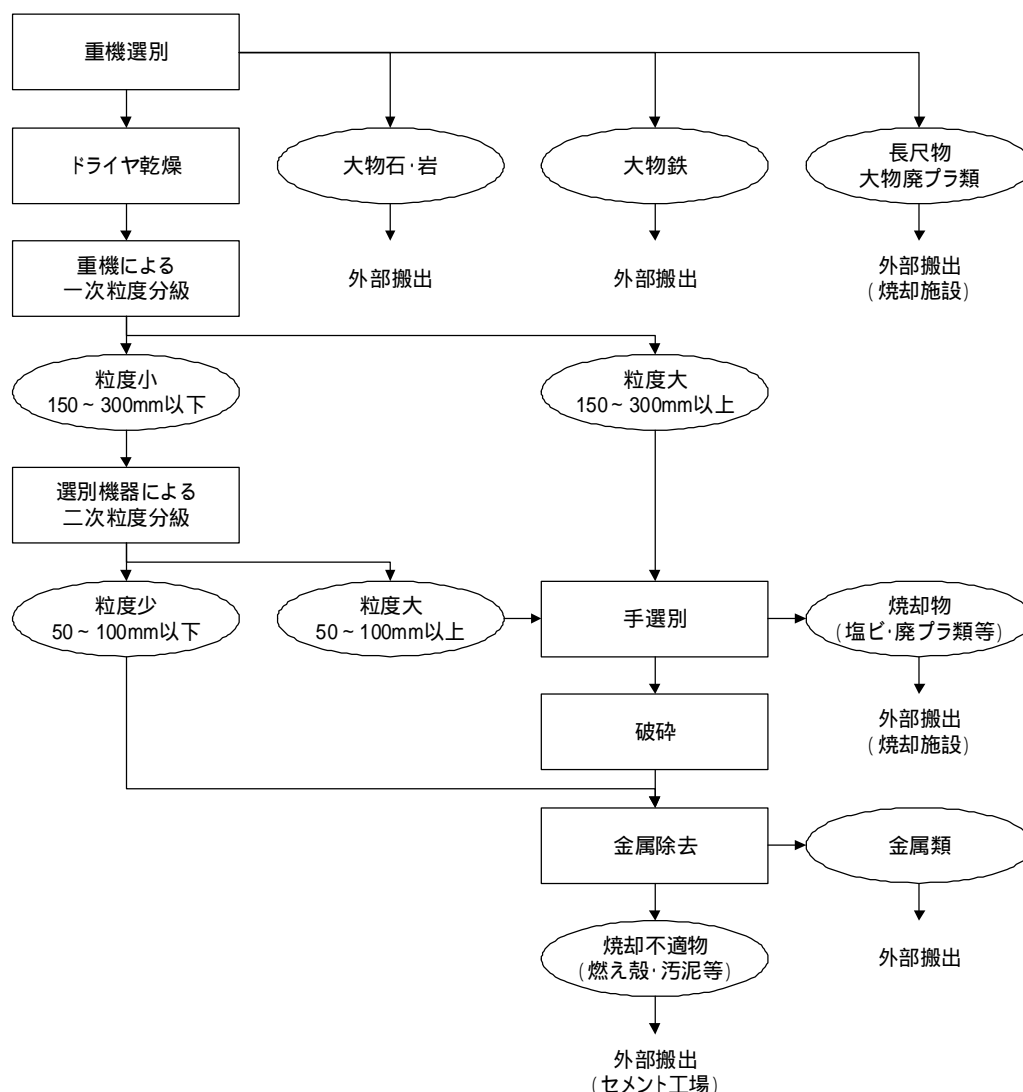 重機選別
ドライヤ乾燥
大物石・岩
大物鉄
長尺物
大物廃プラ類
重機による
一次粒度分級
外部搬出
外部搬出
外部搬出
(焼却施設)
粒度小
150~300mm以下
粒度大
150~300mm以上
選別機器による
二次粒度分級
粒度少
50~100mm以下
粒度大
50~100mm以上
手選別
焼却物
(塩ビ・廃プラ類等)
破砕
外部搬出
(焼却施設)
金属除去
金属類
焼却不適物
(燃え殻・汚泥等)
外部搬出
外部搬出
(セメント工場)